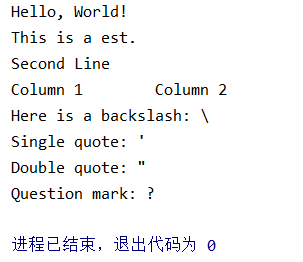 Hello, World!
This is a est.
Second Line
Column 1        Column 2
Here is a backslash: \
Single quote: '
Double quote: "
Question mark: ?
进程已结束，退出代码为 0